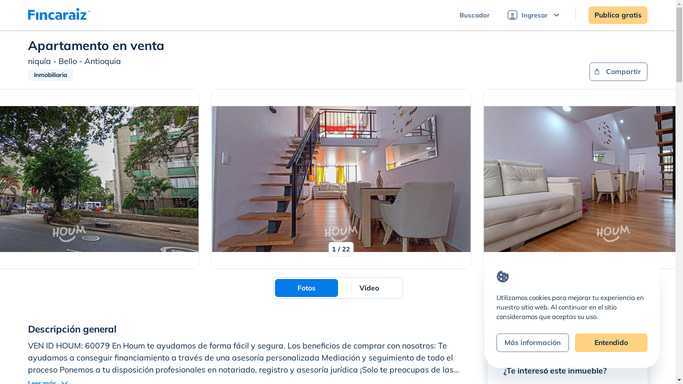 Fincaraiz
Buscador
Ingresar
Publica gratis
Apartamento en venta
niquía - Bello - Antioquia
Inmobiliaria
Compartir
HOUM
HOUM
HOUM
1 / 22
Fotos
Video
Utilizamos cookies para mejorar tu experiencia en
nuestro sitio web. Al continuar en el sitio
consideramos que aceptas su uso.
Más información
Entendido
Descripción general
VEN ID HOUM: 60079 En Houm te ayudamos de forma fácil y segura. Los beneficios de comprar con nosotros: Te
ayudamos a conseguir financiamiento a través de una asesoría personalizada Mediación y seguimiento de todo el
proceso Ponemos a tu disposición profesionales en notariado, registro y asesoría jurídica ¡Solo te preocupas de las...
Leer más
¿Te interesó este inmueble?